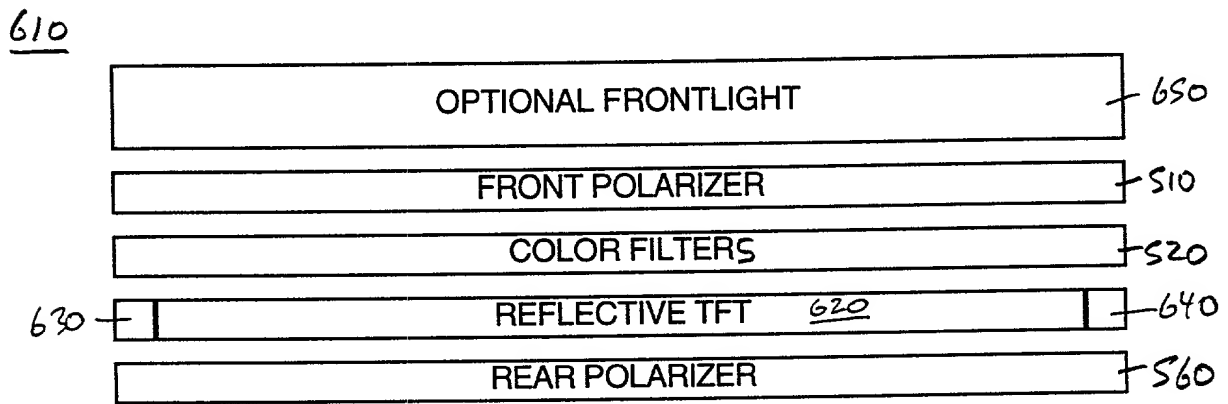 610
OPTIONAL FRONTLIGHT 650
FRONT POLARIZER 510
COLOR FILTERS 520
630 REFLECTIVE TFT 620 640
REAR POLARIZER 560